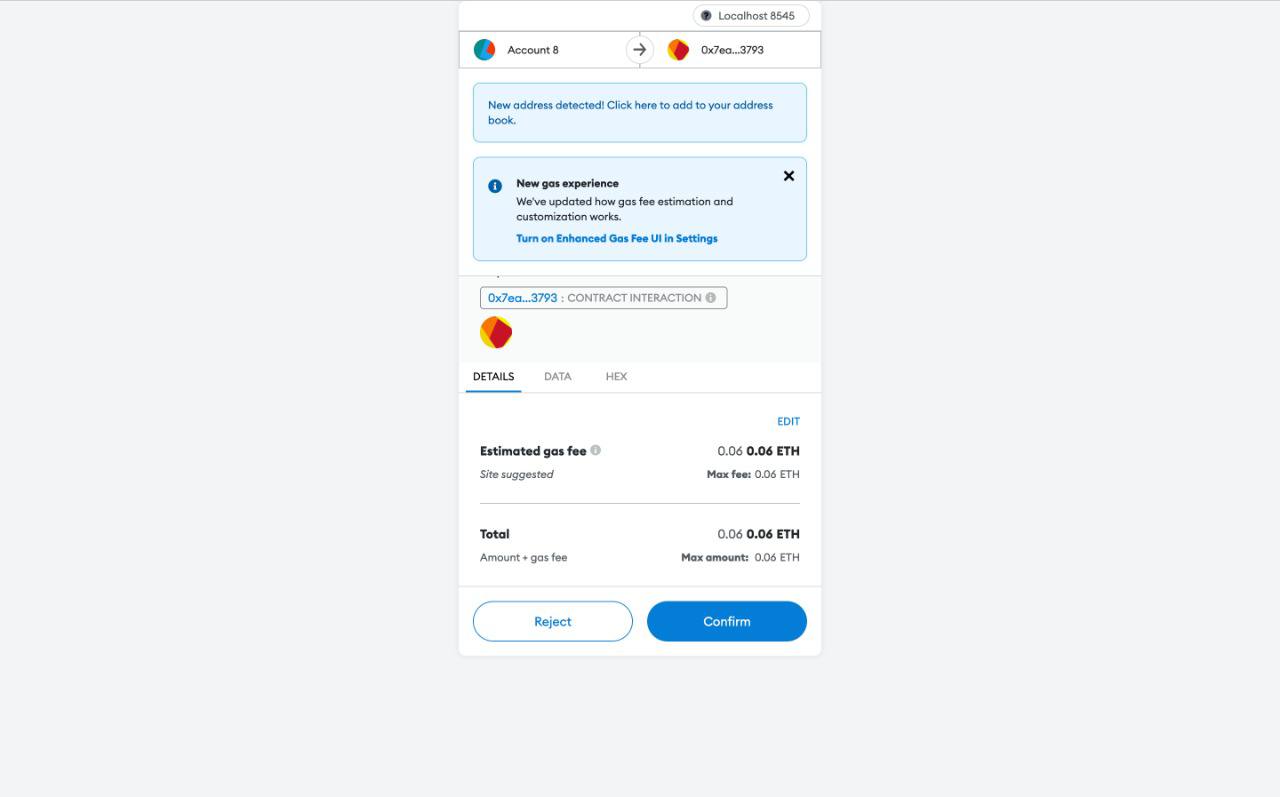 Localhost 8545
Account 8
0x7ea...3793
New address detected! Click here to add to your address
book.
New gas experience
We've updated how gas fee estimation and
customization works.
Turn on Enhanced Gas Fee UI in Settings
0x7ea...3793 : CONTRACT INTERACTION
DETAILS DATA HEX
EDIT
Estimated gas fee 0.06 0.06 ETH
Site suggested Max fee: 0.06 ETH
Total 0.06 0.06 ETH
Amount + gas fee Max amount: 0.06 ETH
Reject Confirm